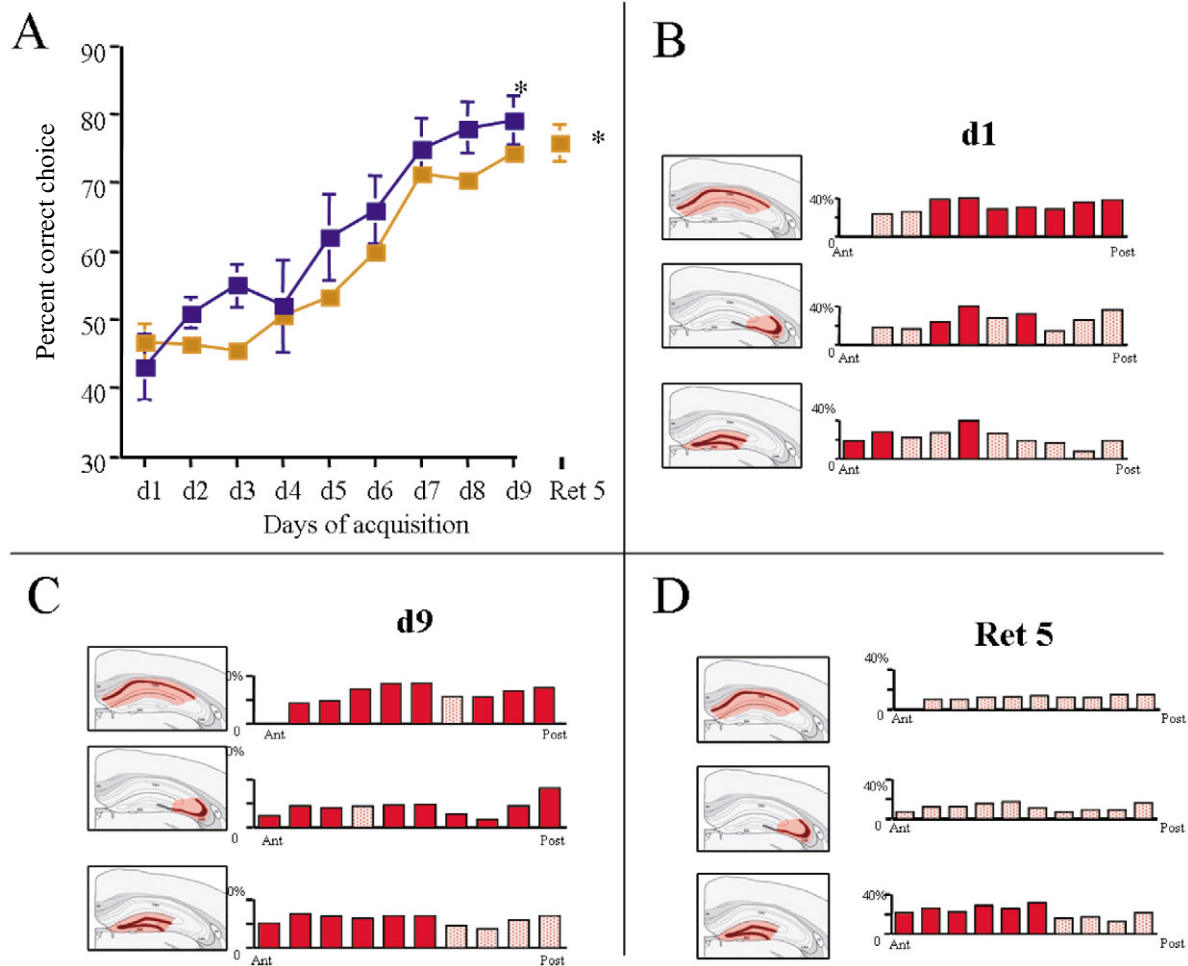 A
90
80
70
60
50
40
30
Percent correct choice
*
*
d1 d2 d3 d4 d5 d6 d7 d8 d9 Ret 5
Days of acquisition
B
d1
40%
0
Ant Post
40%
0
Ant Post
40%
0
Ant Post
C
d9
0%
0
Ant Post
0%
0
Ant Post
0%
0
Ant Post
D
Ret 5
40%
0
Ant Post
40%
0
Ant Post
40%
0
Ant Post